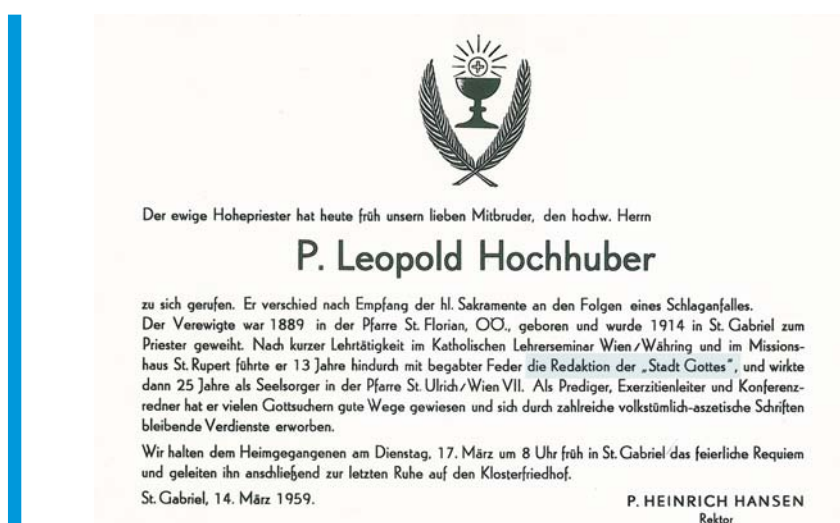 Der ewige Hohepriester hat heute früh unsern lieben Mitbruder, den hochw. Herrn
P. Leopold Hochhuber
zu sich gerufen. Er verschied nach Empfang der hl. Sakramente an den Folgen eines Schlaganfalles.
Der Verewigte war 1889 in der Pfarre St. Florian, OÖ., geboren und wurde 1914 in St. Gabriel zum
Priester geweiht. Nach kurzer Lehrtätigkeit im Katholischen Lehrerseminar Wien/Währing und im Missions-
haus St. Rupert führte er 13 Jahre hindurch mit begabter Feder die Redaktion der „Stadt Gottes“, und wirkte
dann 25 Jahre als Seelsorger in der Pfarre St. Ulrich/Wien VII. Als Prediger, Exerzitienleiter und Konferenz-
redner hat er vielen Gottsuchern gute Wege gewiesen und sich durch zahlreiche volkstümlich-aszetische Schriften
bleibende Verdienste erworben.
Wir halten dem Heimgegangenen am Dienstag, 17. März um 8 Uhr früh in St. Gabriel das feierliche Requiem
und geleiten ihn anschließend zur letzten Ruhe auf den Klosterfriedhof.
St. Gabriel, 14. März 1959.
P. HEINRICH HANSEN
Rektor